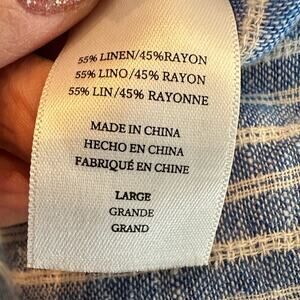 55% LINEN/45%RAYON
55% LINO/45% RAYON
55% LIN/45% RAYONNE
MADE IN CHINA
HECHO EN CHINA
FABRIQUÉ EN CHINE
LARGE
GRANDE
GRAND